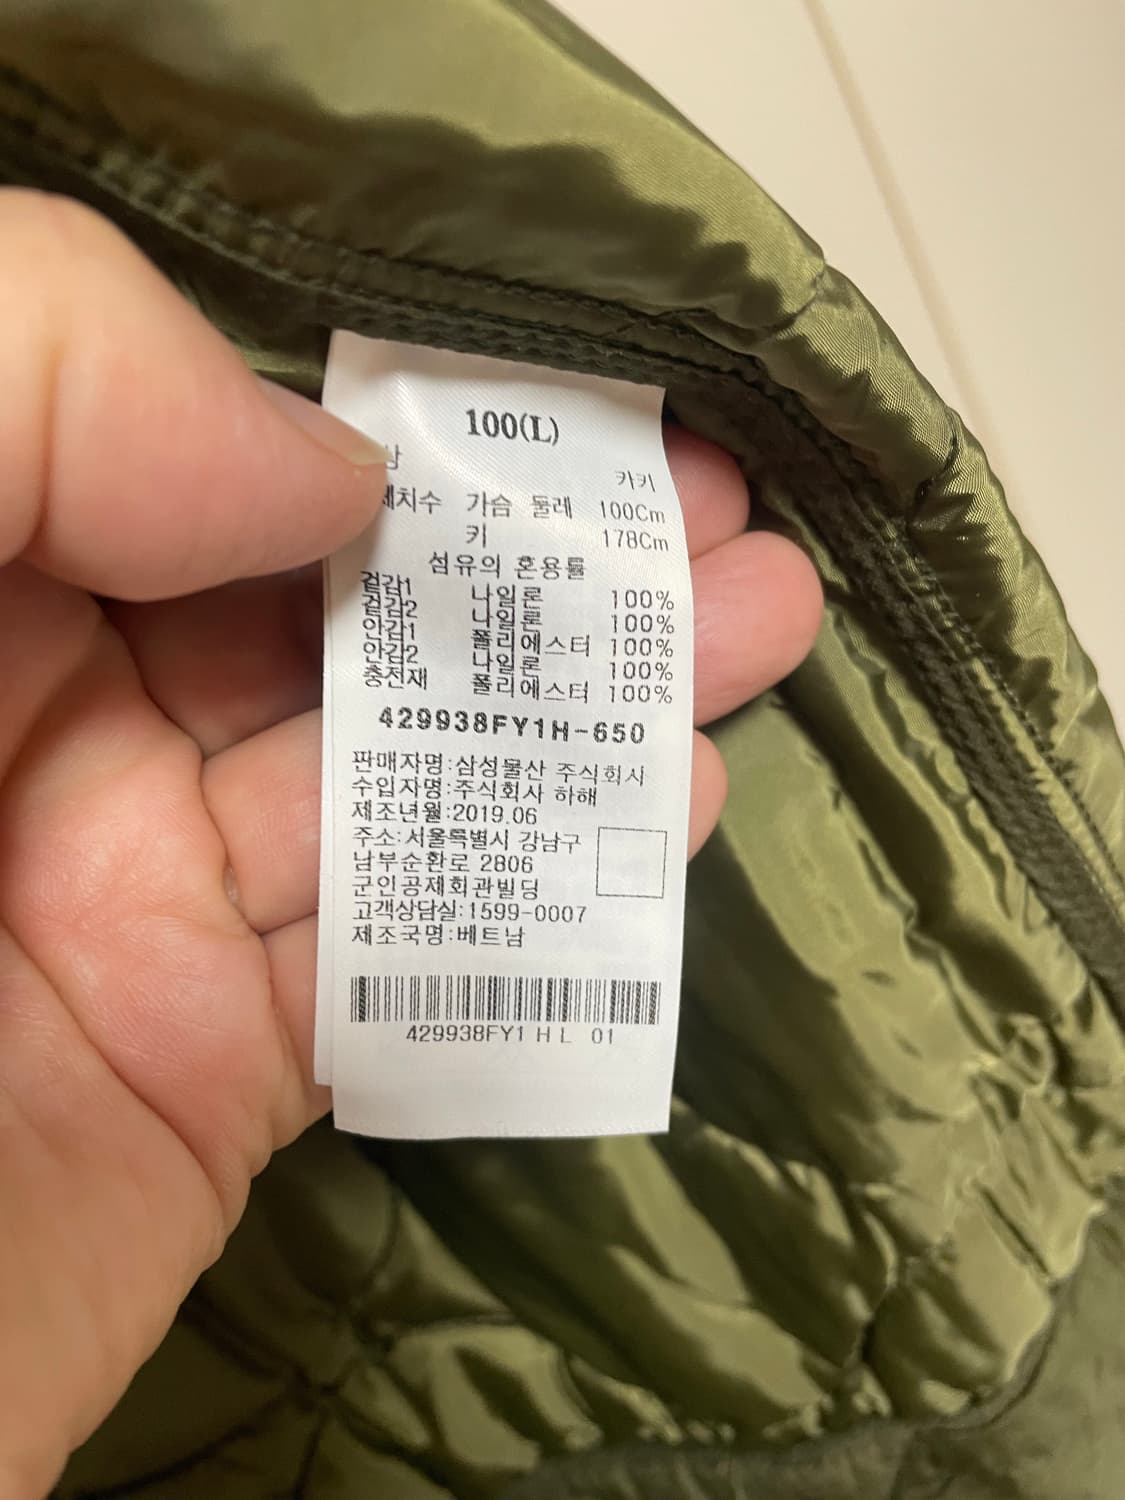 100(L)
상 카키
체치수 가슴 둘레 100Cm
키 178Cm
섬유의 혼용률
겉감1 나일론 100%
겉감2 나일론 100%
안감1 폴리에스터 100%
안감2 나일론 100%
충전재 폴리에스터 100%
429938FY1H-650
판매자명:삼성물산 주식회사
수입자명:주식회사 하해
제조년월:2019.06
주소:서울특별시 강남구
남부순환로 2806
군인공제회관빌딩
고객상담실:1599-0007
제조국명:베트남
429938FY1 H L 01